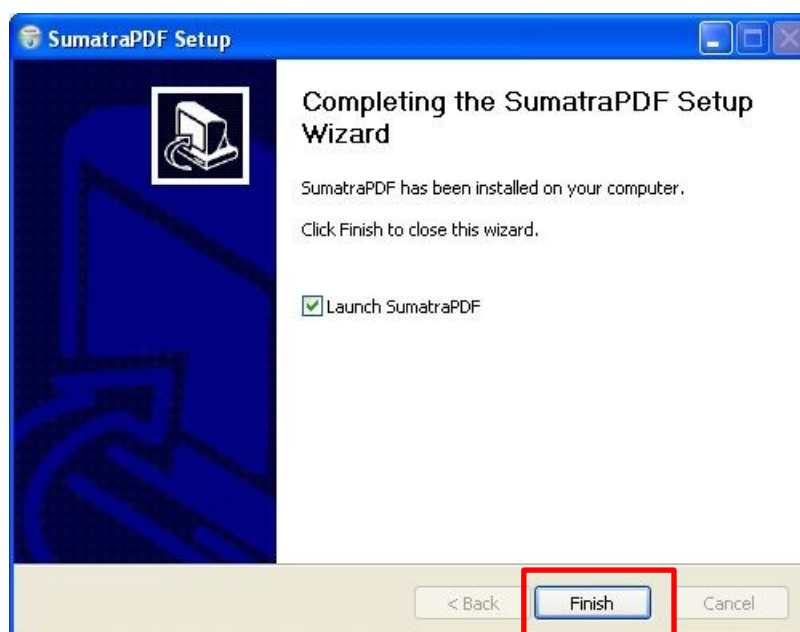 SumatraPDF Setup
Completing the SumatraPDF Setup
Wizard
SumatraPDF has been installed on your computer.
Click Finish to close this wizard.
Launch SumatraPDF
< Back
Finish
Cancel